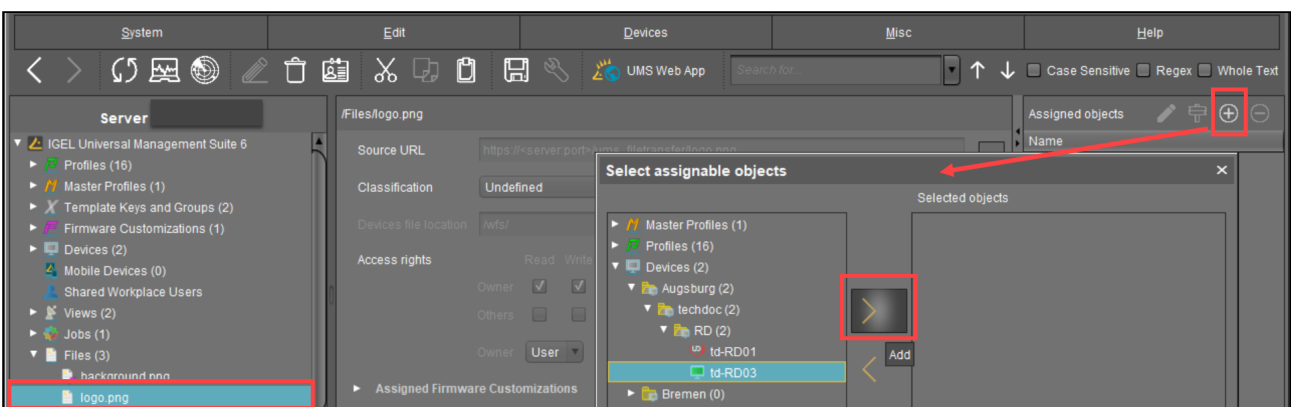 System Edit Devices Misc Help
UMS Web App Search for... Case Sensitive Regex Whole Text
Server
IGEL Universal Management Suite 6
Profiles (16)
Master Profiles (1)
Template Keys and Groups (2)
Firmware Customizations (1)
Devices (2)
Mobile Devices (0)
Shared Workplace Users
Views (2)
Jobs (1)
Files (3)
background.png
logo.png
/Files/logo.png
Source URL https://<server:port>/ums_filetransfer/logo.png
Classification Undefined
Devices file location /wfs/
Access rights Read Write
Owner
Others
Owner User
Assigned Firmware Customizations
Assigned objects
Name
Select assignable objects
Selected objects
Master Profiles (1)
Profiles (16)
Devices (2)
Augsburg (2)
techdoc (2)
RD (2)
td-RD01
td-RD03
Bremen (0)
Add